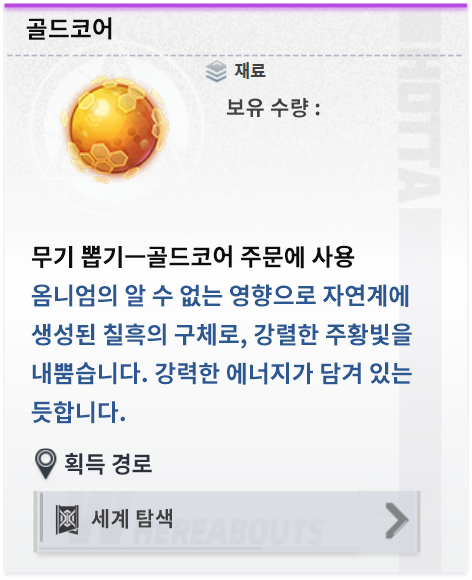 골드코어
재료
보유 수량 :
HOTTA
무기 뽑기—골드코어 주문에 사용
옴니엄의 알 수 없는 영향으로 자연계에
생성된 칠흑의 구체로, 강렬한 주황빛을
내뿜습니다. 강력한 에너지가 담겨 있는
듯합니다.
획득 경로
세계 탐색
HEREABOUTS